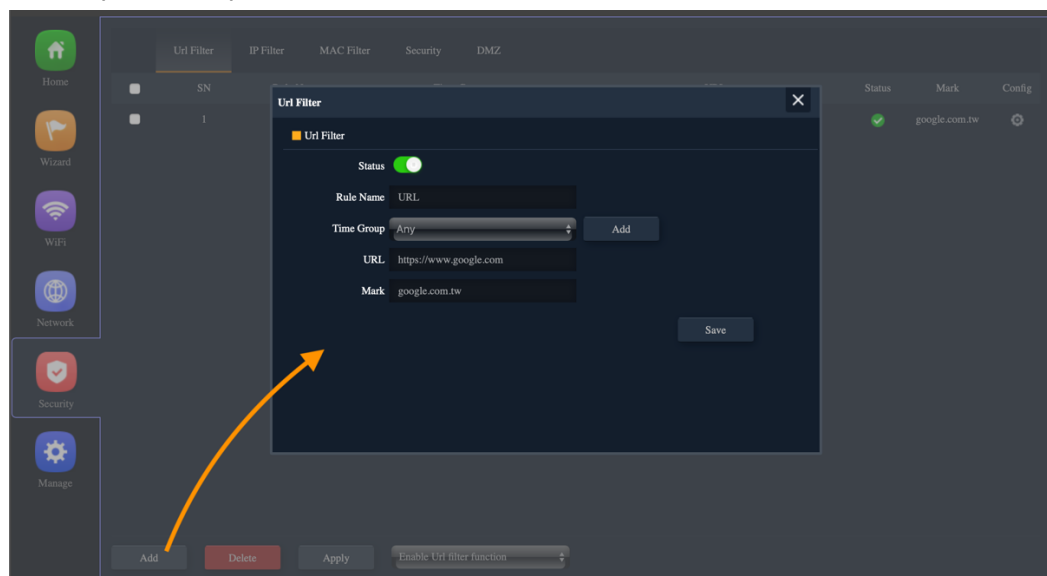 Home
Url Filter IP Filter MAC Filter Security DMZ
SN Status Mark Config
Url Filter
1 google.com.tw
Url Filter
Wizard
Status
Rule Name URL
Time Group Any Add
WiFi
URL https://www.google.com
Mark google.com.tw
Network
Save
Security
Manage
Add Delete Apply Enable Url filter function